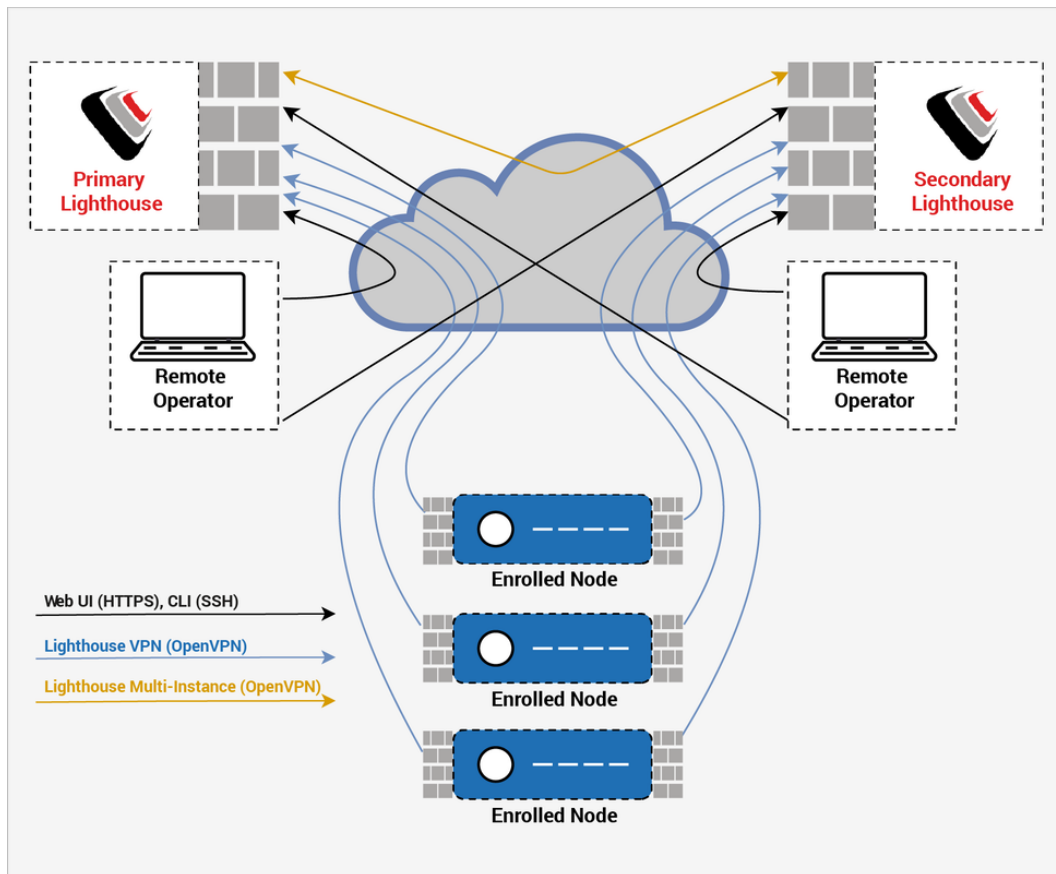 Primary
Lighthouse
Secondary
Lighthouse
Remote
Operator
Remote
Operator
Enrolled Node
Web UI (HTTPS), CLI (SSH)
Lighthouse VPN (OpenVPN)
Enrolled Node
Lighthouse Multi-Instance (OpenVPN)
Enrolled Node